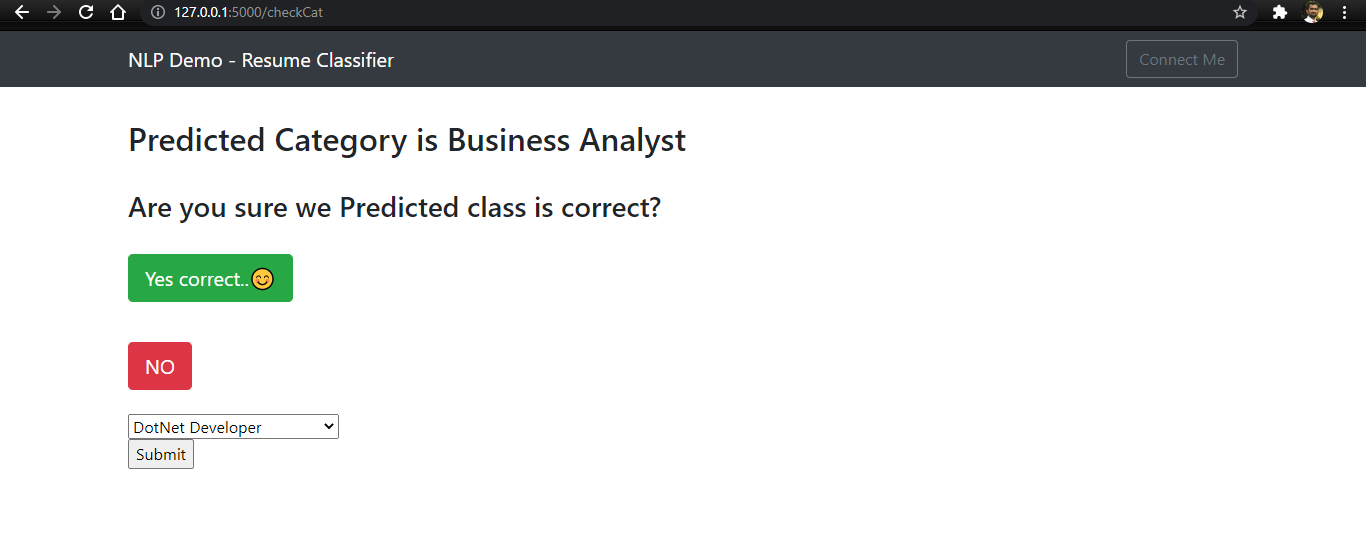 127.0.0.1:5000/checkCat
NLP Demo - Resume Classifier
Connect Me
Predicted Category is Business Analyst
Are you sure we Predicted class is correct?
Yes correct..😊
NO
DotNet Developer
Submit